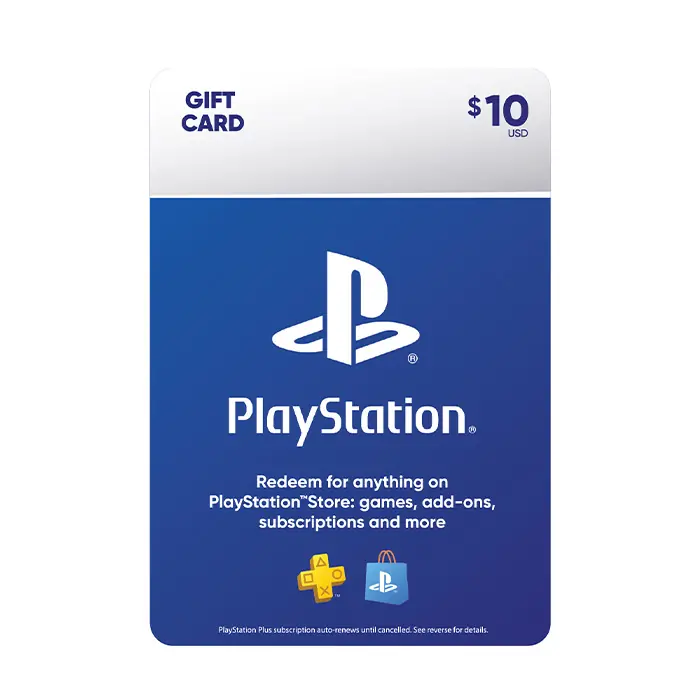 GIFT
CARD
$10
USD
PlayStation®
Redeem for anything on
PlayStation™Store: games, add-ons,
subscriptions and more
PlayStation Plus subscription auto-renews until cancelled. See reverse for details.